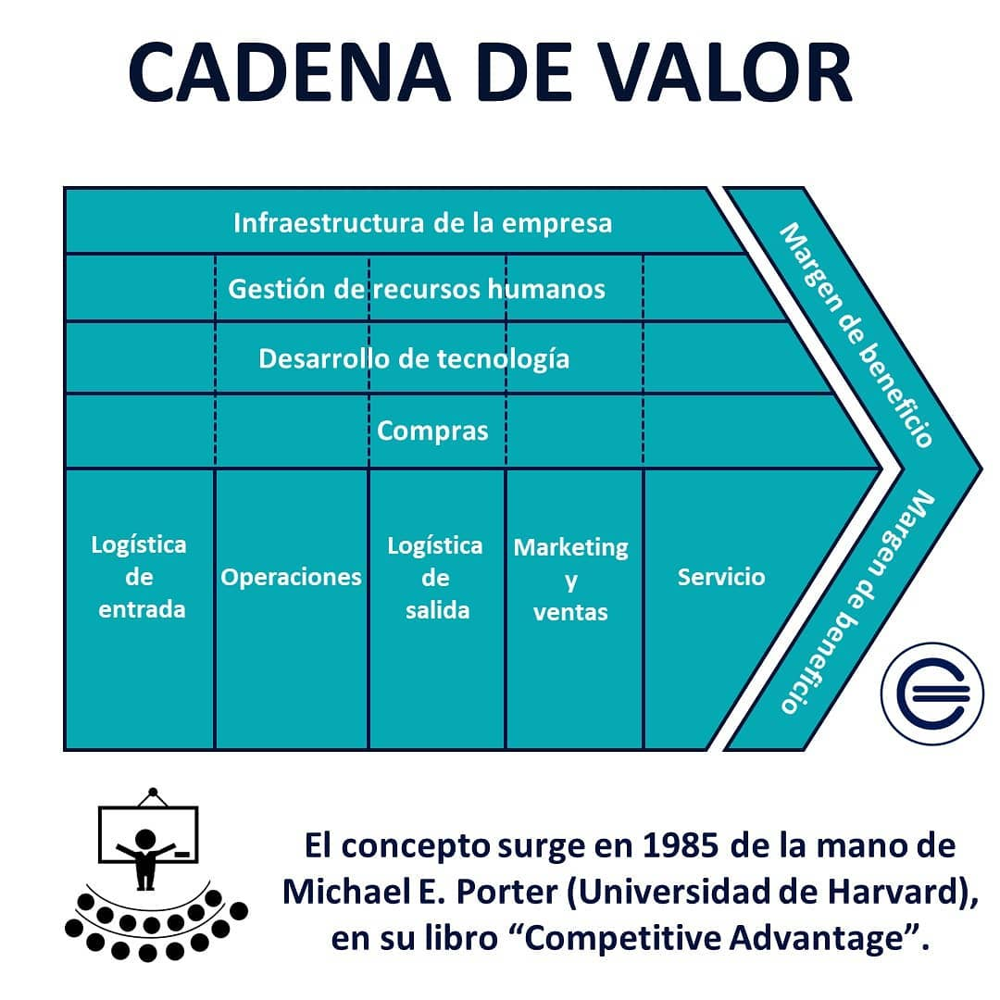 CADENA DE VALOR
Infraestructura de la empresa
Gestión de recursos humanos
Desarrollo de tecnología
Compras
Logística
de
entrada
Operaciones
Logística
de
salida
Marketing
y
ventas
Servicio
Margen de beneficio
Margen de beneficio
El concepto surge en 1985 de la mano de
Michael E. Porter (Universidad de Harvard),
en su libro “Competitive Advantage”.